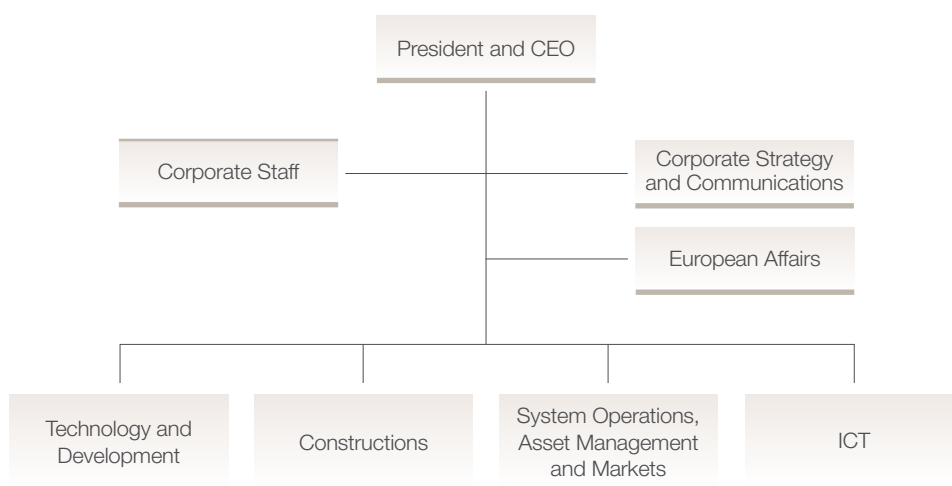 President and CEO
Corporate Staff
Corporate Strategy
and Communications
European Affairs
Technology and
Development
Constructions
System Operations,
Asset Management
and Markets
ICT